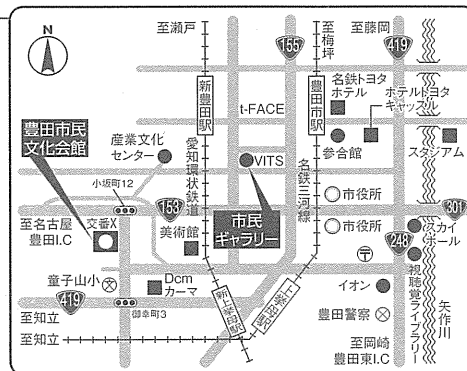 N
至瀬戸
155
至梅坪
至藤岡
419
新豊田駅
t-FACE
豊田市駅
名鉄トヨタ
ホテル
ホテルトヨタ
キャッスル
豊田市民
文化会館
産業文化
センター
愛知環状鉄道
VITS
名鉄三河線
参合館
スタジアム
小坂町12
153
市役所
301
至名古屋
豊田I.C
交番X
美術館
市民
ギャラリー
市役所
248
スカイ
ホール
童子山小
文
Dcm
カーマ
〒
視聴覚ライブラリー
矢作川
イオン
419
至知立
御幸町3
新上挙母駅
上挙母駅
豊田警察
至知立
至岡崎
豊田東I.C